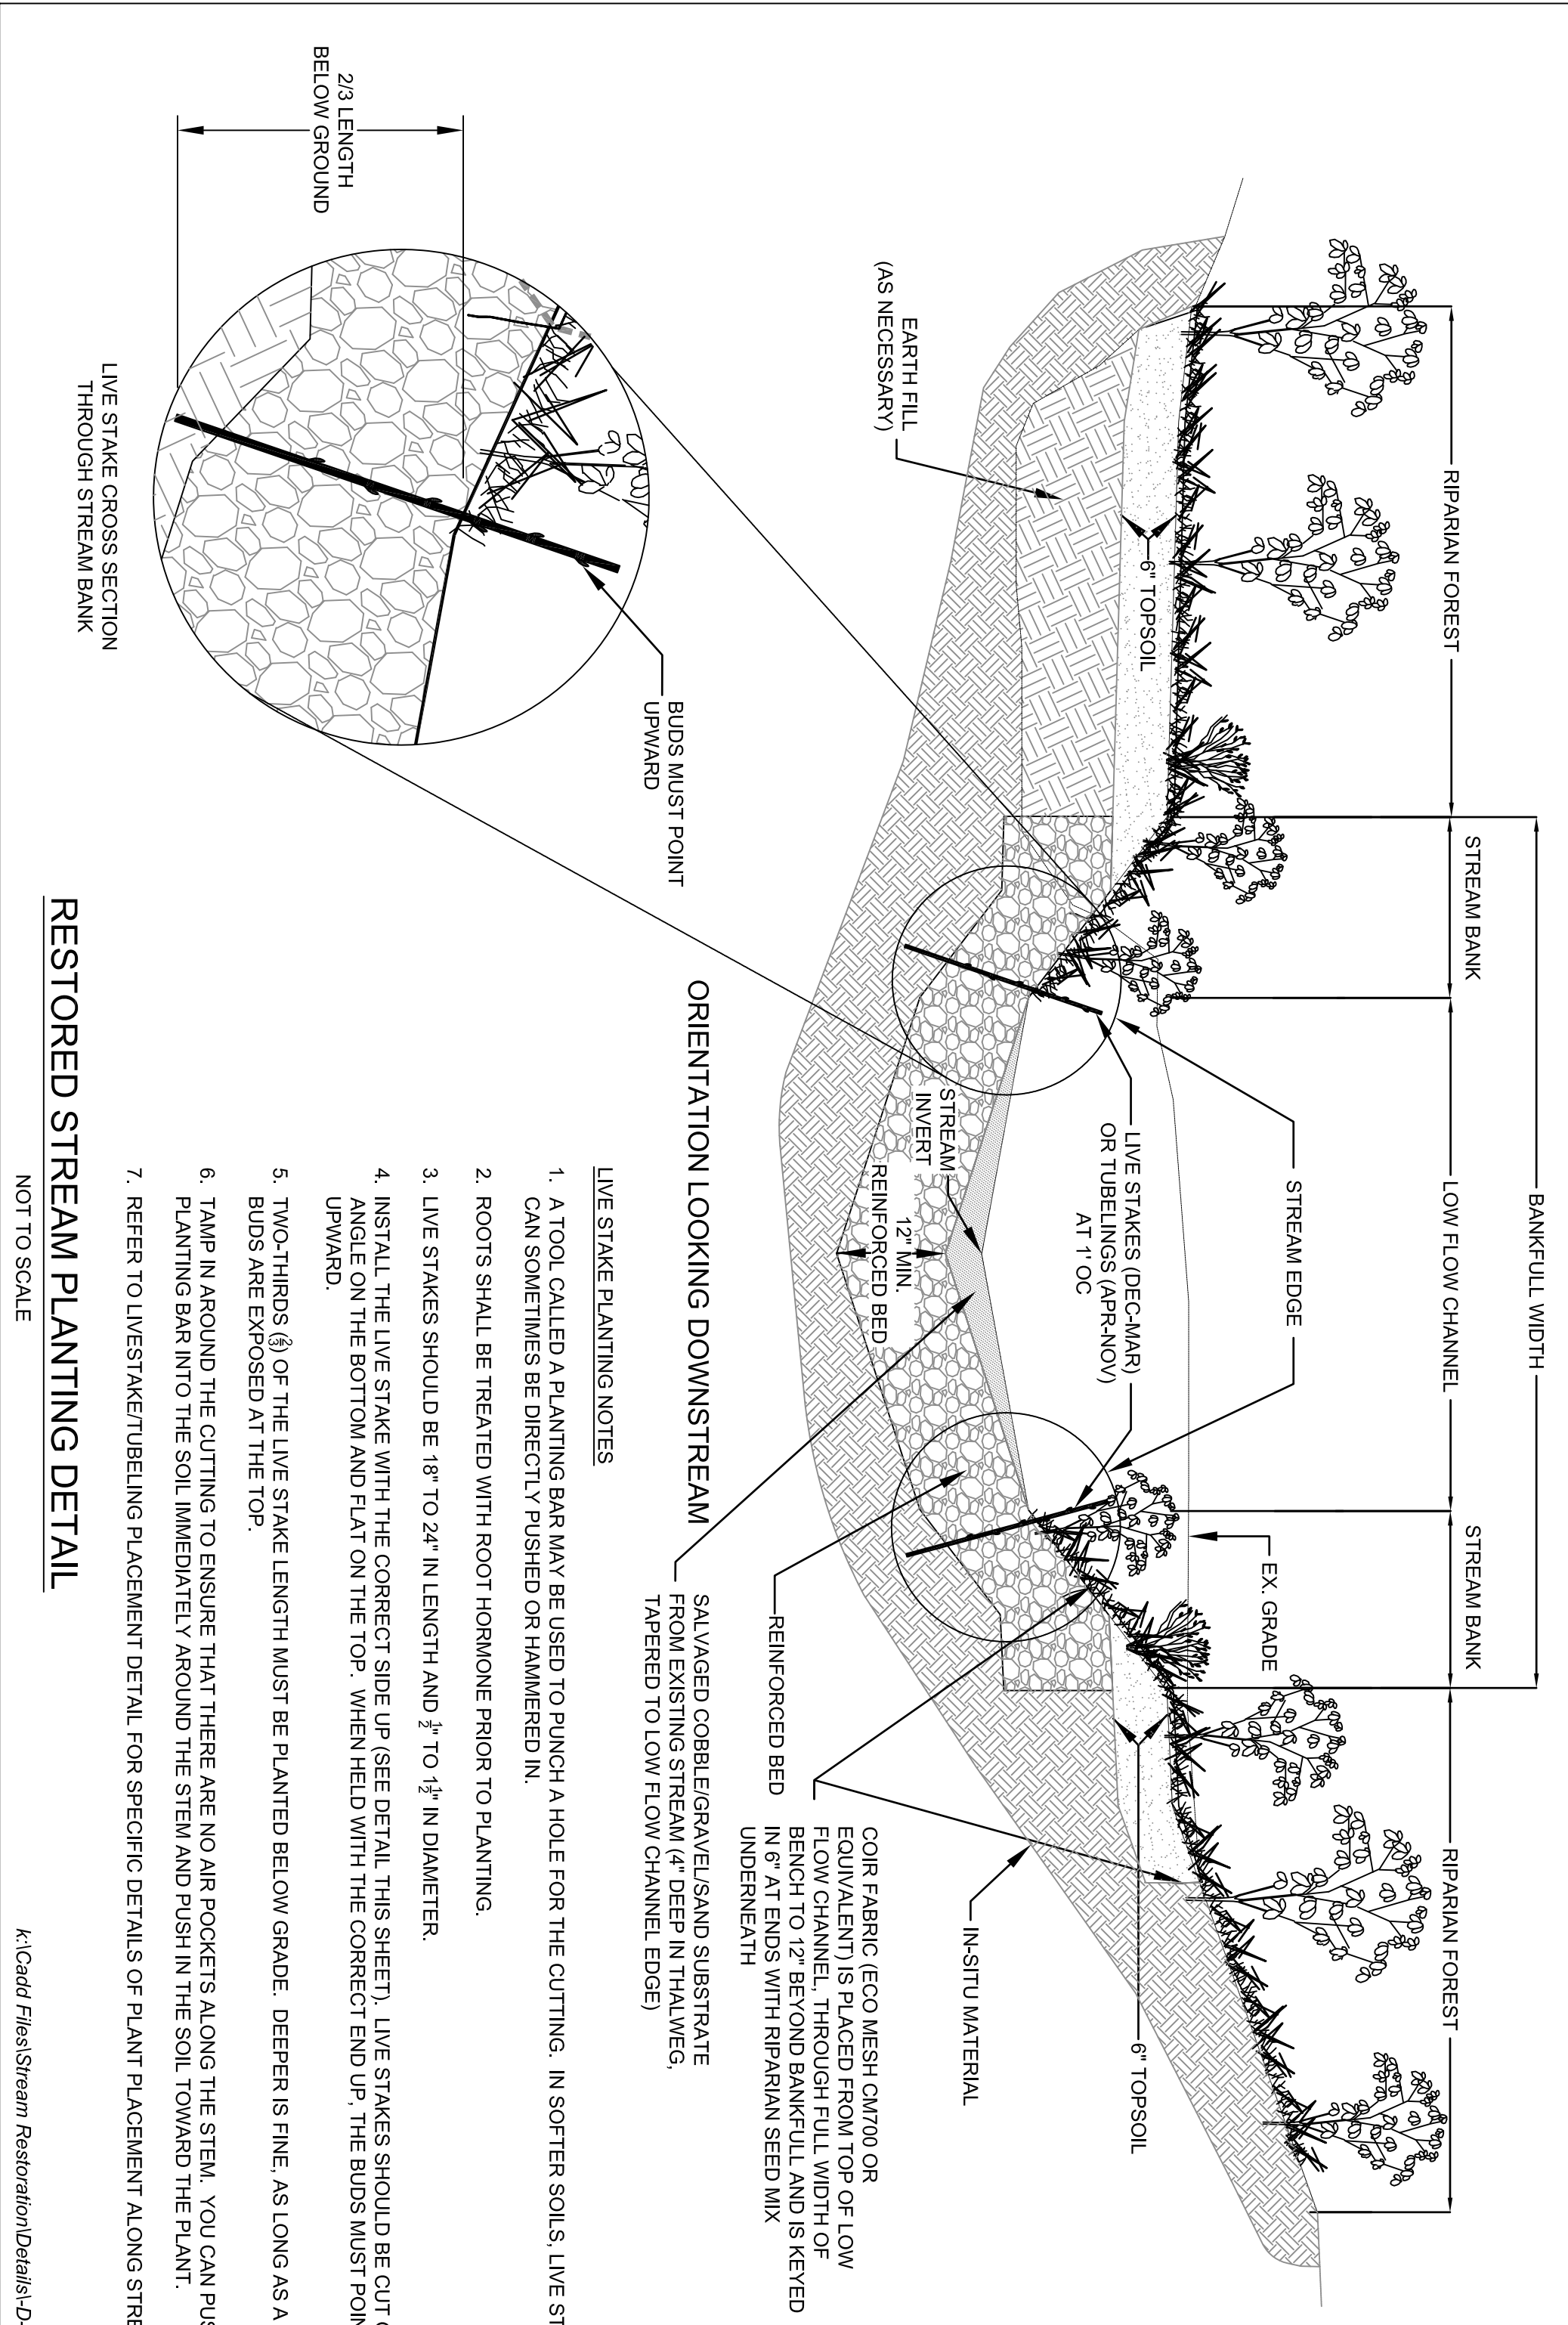 BANKFULL WIDTH
RIPARIAN FOREST
STREAM BANK
LOW FLOW CHANNEL
STREAM BANK
RIPARIAN FOREST
STREAM EDGE
EX. GRADE
6" TOPSOIL
LIVE STAKES (DEC-MAR)
OR TUBELINGS (APR-NOV)
AT 1' OC
6" TOPSOIL
EARTH FILL
(AS NECESSARY)
STREAM
INVERT
12" MIN.
REINFORCED BED
IN-SITU MATERIAL
COIR FABRIC (ECO MESH CM700 OR
EQUIVALENT) IS PLACED FROM TOP OF LOW
FLOW CHANNEL, THROUGH FULL WIDTH OF
BENCH TO 12" BEYOND BANKFULL AND IS KEYED
IN 6" AT ENDS WITH RIPARIAN SEED MIX
UNDERNEATH
REINFORCED BED
SALVAGED COBBLE/GRAVEL/SAND SUBSTRATE
FROM EXISTING STREAM (4" DEEP IN THALWEG,
TAPERED TO LOW FLOW CHANNEL EDGE)
BUDS MUST POINT
UPWARD
2/3 LENGTH
BELOW GROUND
LIVE STAKE CROSS SECTION
THROUGH STREAM BANK
ORIENTATION LOOKING DOWNSTREAM
LIVE STAKE PLANTING NOTES
1. A TOOL CALLED A PLANTING BAR MAY BE USED TO PUNCH A HOLE FOR THE CUTTING. IN SOFTER SOILS, LIVE ST
CAN SOMETIMES BE DIRECTLY PUSHED OR HAMMERED IN.
2. ROOTS SHALL BE TREATED WITH ROOT HORMONE PRIOR TO PLANTING.
3. LIVE STAKES SHOULD BE 18" TO 24" IN LENGTH AND ½" TO 1½" IN DIAMETER.
4. INSTALL THE LIVE STAKE WITH THE CORRECT SIDE UP (SEE DETAIL THIS SHEET). LIVE STAKES SHOULD BE CUT
ANGLE ON THE BOTTOM AND FLAT ON THE TOP. WHEN HELD WITH THE CORRECT END UP, THE BUDS MUST POIN
UPWARD.
5. TWO-THIRDS (⅔) OF THE LIVE STAKE LENGTH MUST BE PLANTED BELOW GRADE. DEEPER IS FINE, AS LONG AS A
BUDS ARE EXPOSED AT THE TOP.
6. TAMP IN AROUND THE CUTTING TO ENSURE THAT THERE ARE NO AIR POCKETS ALONG THE STEM. YOU CAN PUS
PLANTING BAR INTO THE SOIL IMMEDIATELY AROUND THE STEM AND PUSH IN THE SOIL TOWARD THE PLANT.
7. REFER TO LIVESTAKE/TUBELING PLACEMENT DETAIL FOR SPECIFIC DETAILS OF PLANT PLACEMENT ALONG STRE
RESTORED STREAM PLANTING DETAIL
NOT TO SCALE
k:\Cadd Files\Stream Restoration\Details\-D-